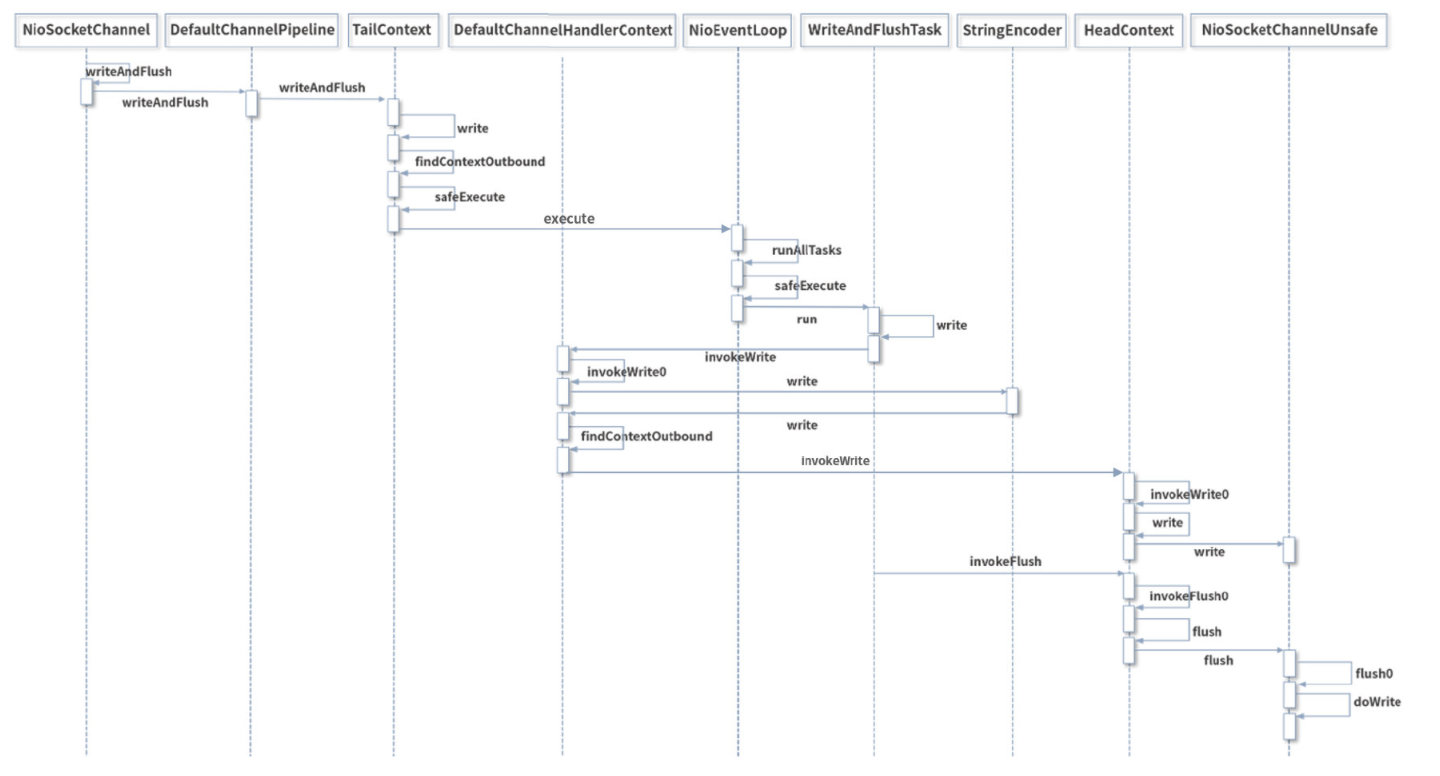 NioSocketChannel
DefaultChannelPipeline
TailContext
DefaultChannelHandlerContext
NioEventLoop
WriteAndFlushTask
StringEncoder
HeadContext
NioSocketChannelUnsafe
writeAndFlush
writeAndFlush
writeAndFlush
write
findContextOutbound
safeExecute
execute
runAllTasks
safeExecute
run
write
invokeWrite
invokeWrite0
write
write
findContextOutbound
invokeWrite
invokeWrite0
write
write
invokeFlush
invokeFlush0
flush
flush
flush0
doWrite